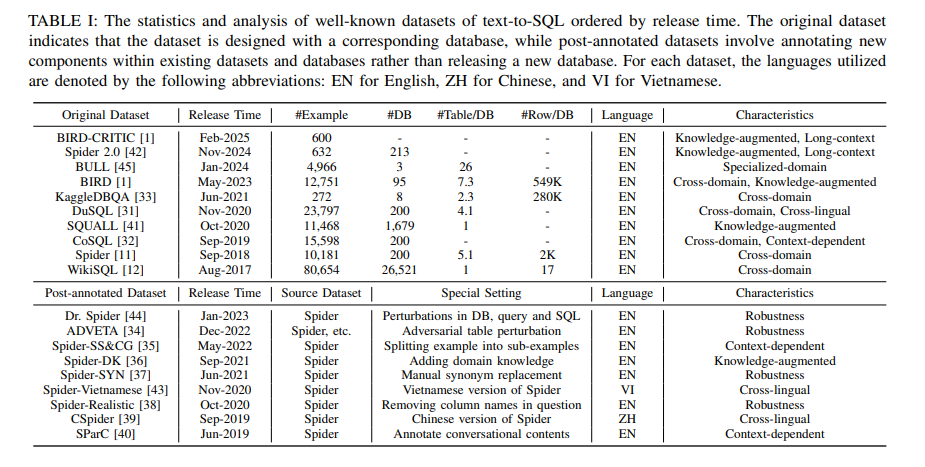 TABLE I: The statistics and analysis of well-known datasets of text-to-SQL ordered by release time. The original dataset
indicates that the dataset is designed with a corresponding database, while post-annotated datasets involve annotating new
components within existing datasets and databases rather than releasing a new database. For each dataset, the languages utilized
are denoted by the following abbreviations: EN for English, ZH for Chinese, and VI for Vietnamese.
Original Dataset | Release Time | #Example #DB #Table/DB #Row/DB | Language | Characteristics
BIRD-CRITIC [1] Feb-2025 600 - - - EN Knowledge-augmented, Long-context
Spider 2.0 [42] Nov-2024 632 213 - - EN Knowledge-augmented, Long-context
BULL [45] Jan-2024 4,966 3 26 - EN Specialized-domain
BIRD [1] May-2023 12,751 95 7.3 549K EN Cross-domain, Knowledge-augmented
KaggleDBQA [33] Jun-2021 272 8 2.3 280K EN Cross-domain
DuSQL [31] Nov-2020 23,797 200 4.1 - EN Cross-domain, Cross-lingual
SQUALL [41] Oct-2020 11,468 1,679 1 - EN Knowledge-augmented
CoSQL [32] Sep-2019 15,598 200 - - EN Cross-domain, Context-dependent
Spider [11] Sep-2018 10,181 200 5.1 2K EN Cross-domain
WikiSQL [12] Aug-2017 80,654 26,521 1 17 EN Cross-domain
Post-annotated Dataset | Release Time | Source Dataset | Special Setting | Language | Characteristics
Dr. Spider [44] Jan-2023 Spider Perturbations in DB, query and SQL EN Robustness
ADVETA [34] Dec-2022 Spider, etc. Adversarial table perturbation EN Robustness
Spider-SS&CG [35] May-2022 Spider Splitting example into sub-examples EN Context-dependent
Spider-DK [36] Sep-2021 Spider Adding domain knowledge EN Knowledge-augmented
Spider-SYN [37] Jun-2021 Spider Manual synonym replacement EN Robustness
Spider-Vietnamese [43] Nov-2020 Spider Vietnamese version of Spider VI Cross-lingual
Spider-Realistic [38] Oct-2020 Spider Removing column names in question EN Robustness
CSpider [39] Sep-2019 Spider Chinese version of Spider ZH Cross-lingual
SParC [40] Jun-2019 Spider Annotate conversational contents EN Context-dependent